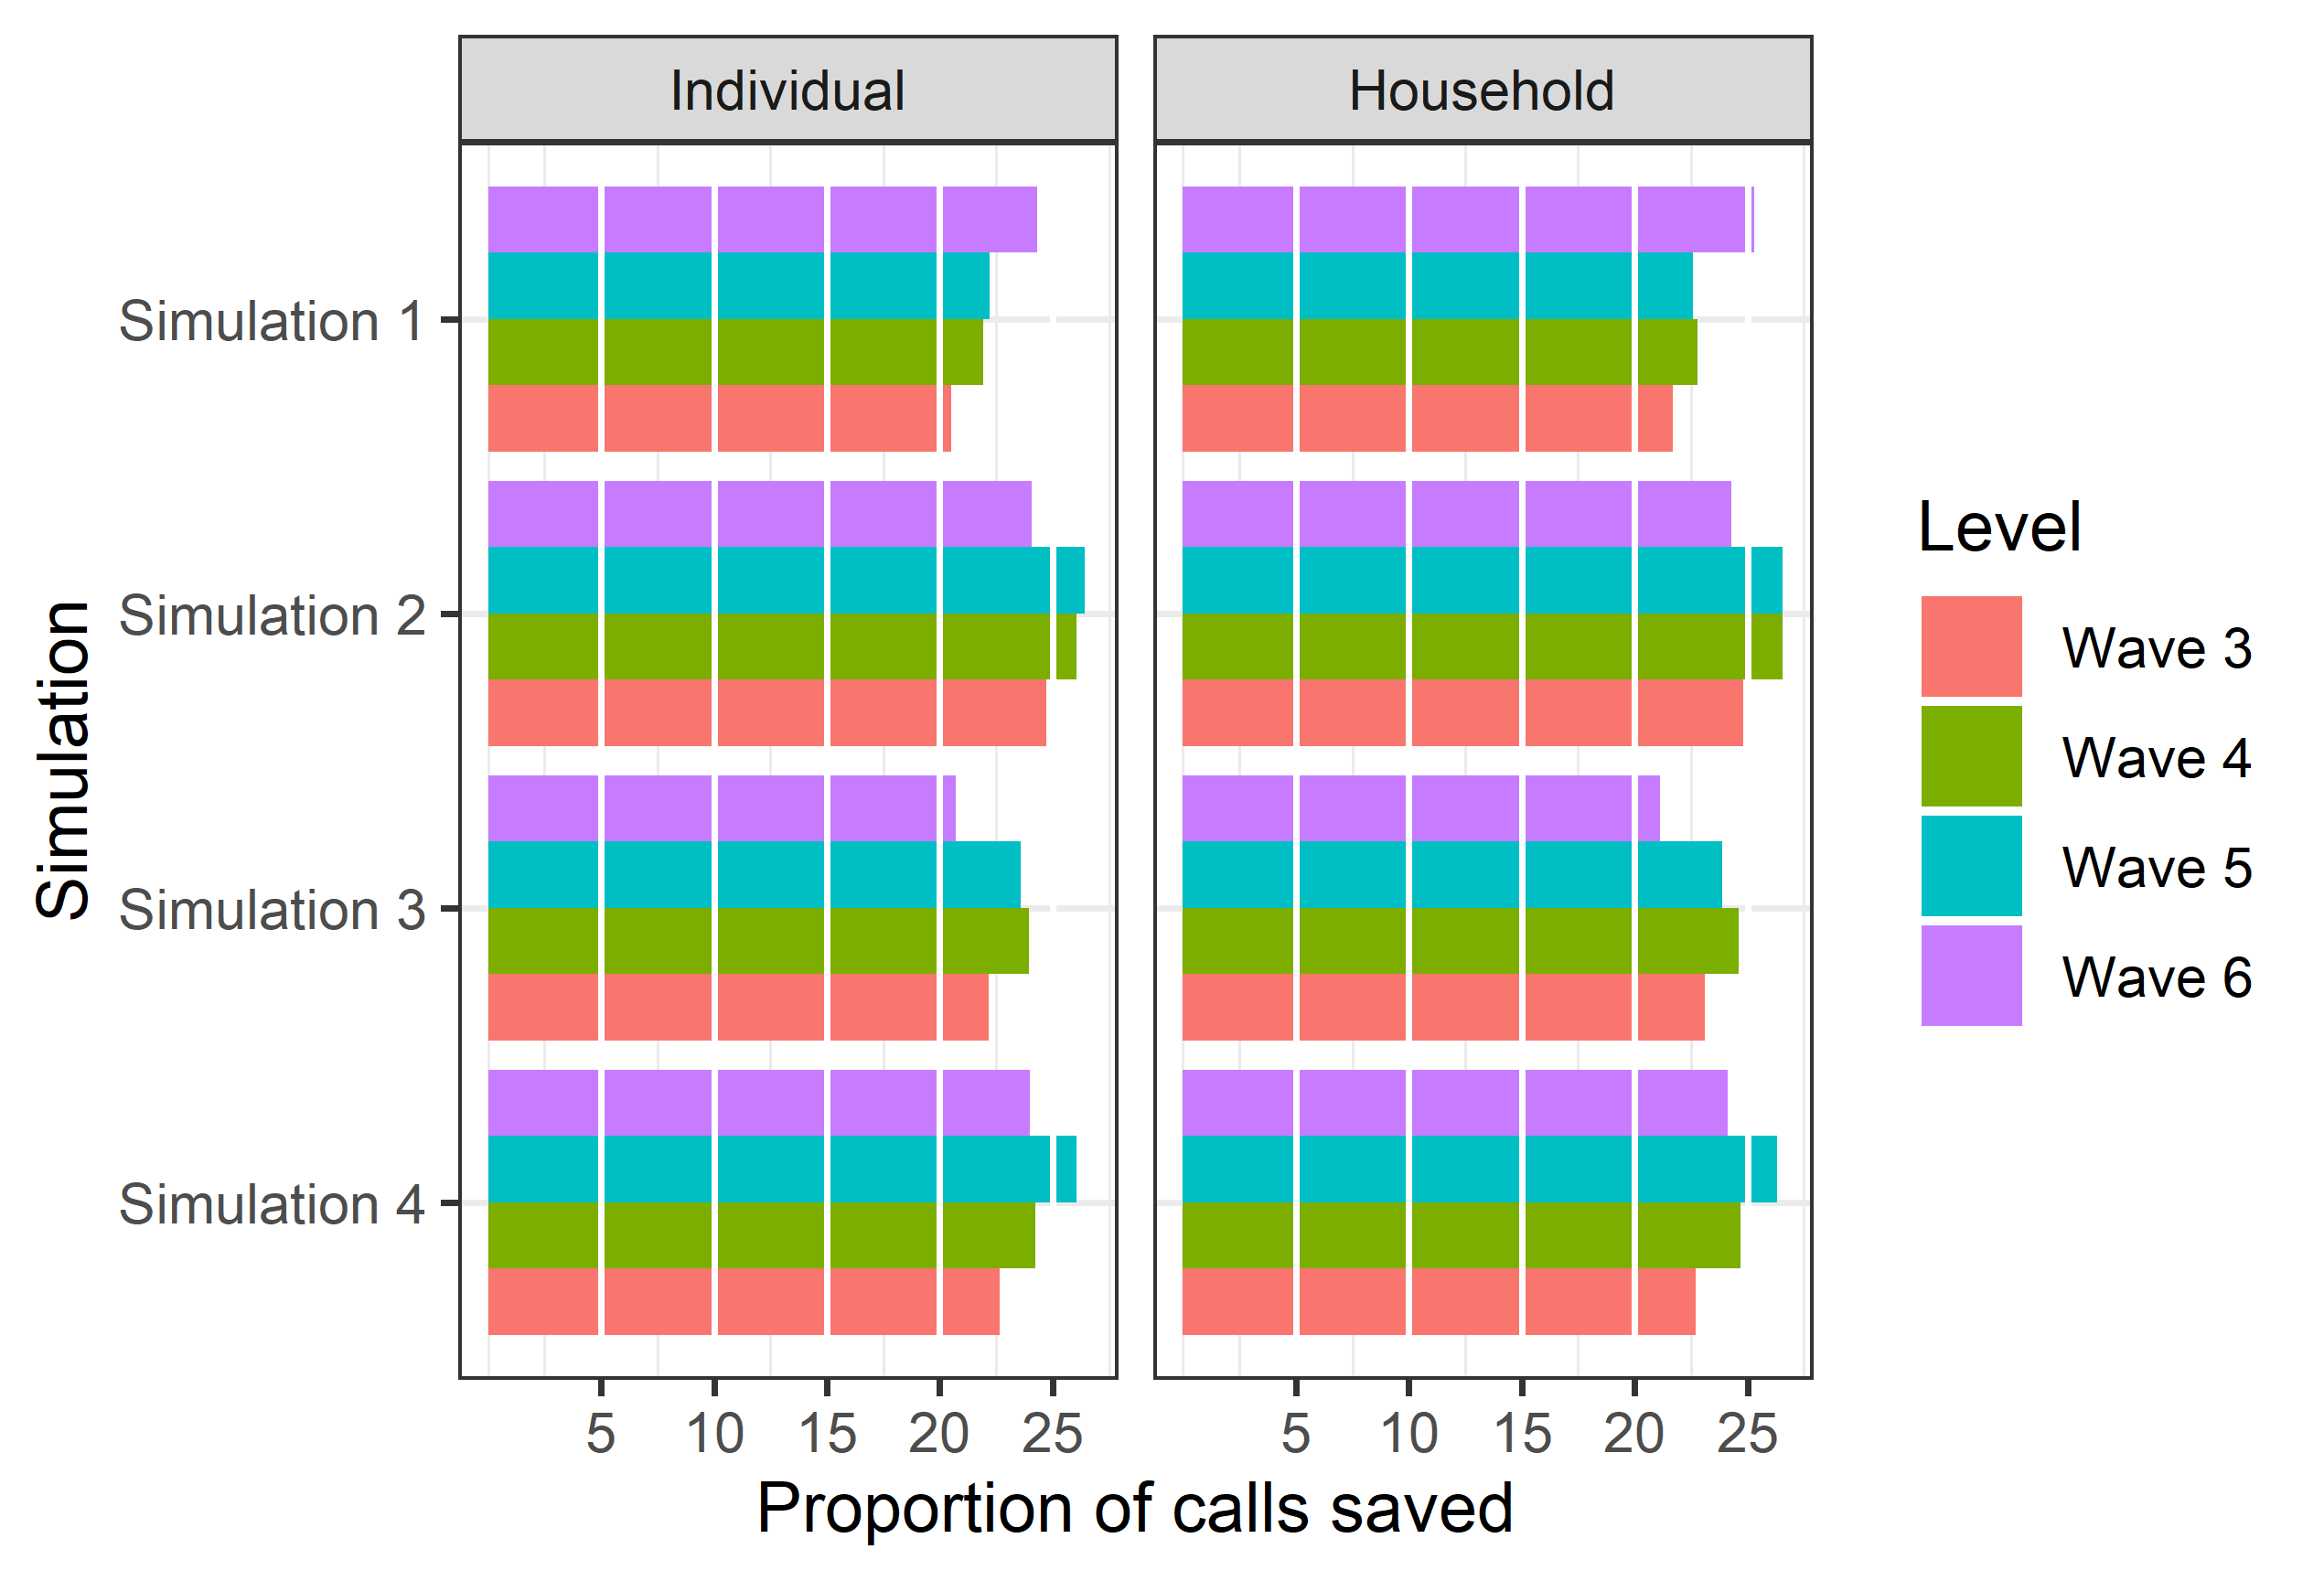 Individual
Household
Simulation 1
Simulation 2
Simulation 3
Simulation 4
Simulation
5 10 15 20 25
5 10 15 20 25
Proportion of calls saved
Level
Wave 3
Wave 4
Wave 5
Wave 6